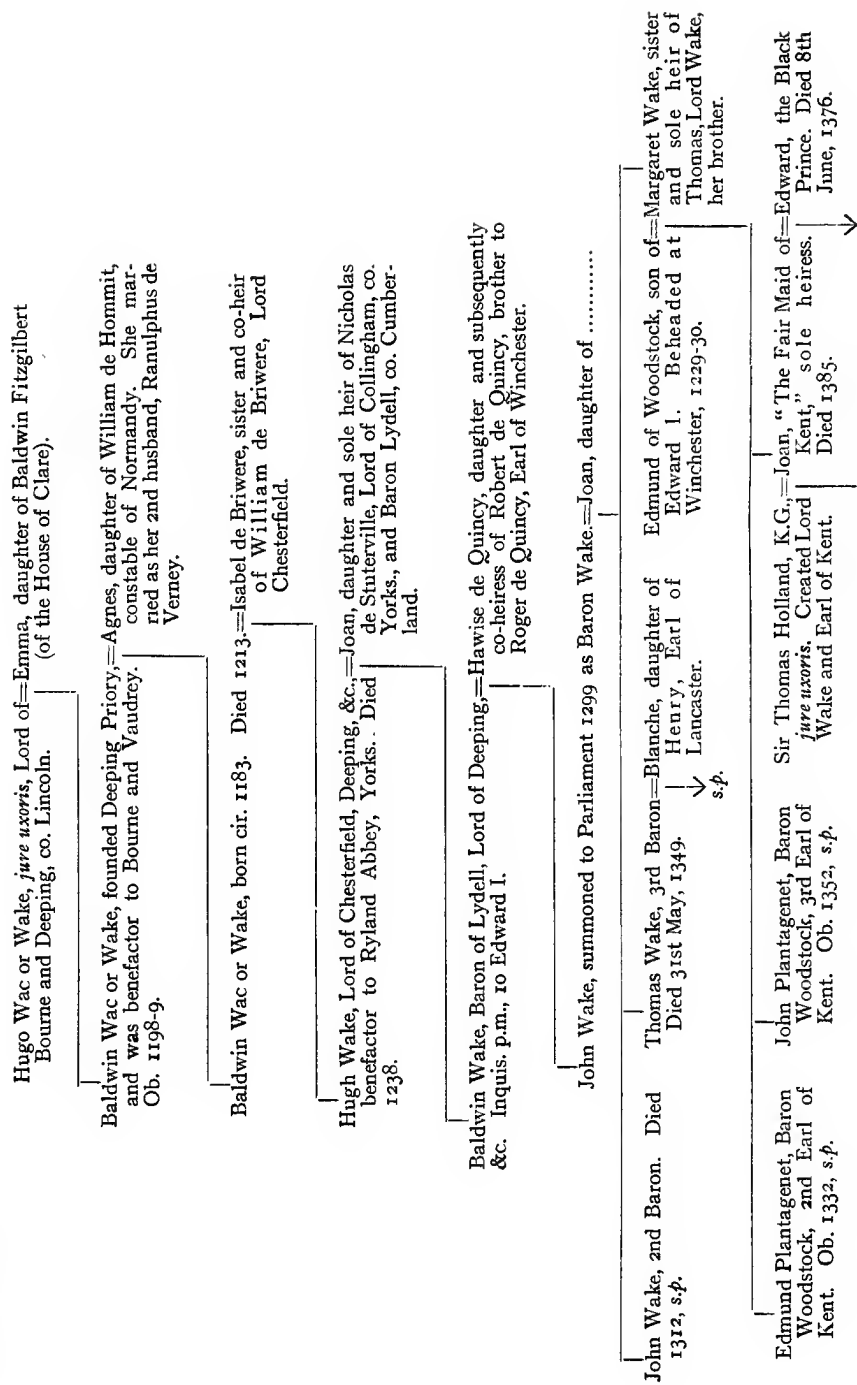 Hugo Wac or Wake, jure uxoris, Lord of=Emma, daughter of Baldwin Fitzgilbert
Bourne and Deeping, co. Lincoln.
(of the House of Clare).
Baldwin Wac or Wake, founded Deeping Priory,=Agnes, daughter of William de Hommit,
and was benefactor to Bourne and Vaudrey.
Ob. 1198-9.
constable of Normandy. She mar-
ried as her 2nd husband, Ranulphus de
Verney.
Baldwin Wac or Wake, born cir. 1183. Died 1213.=Isabel de Briwere, sister and co-heir
of William de Briwere, Lord
Chesterfield.
Hugh Wake, Lord of Chesterfield, Deeping, &c.,=Joan, daughter and sole heir of Nicholas
benefactor to Ryland Abbey, Yorks. Died
1238.
de Stuterville, Lord of Collingham, co.
Yorks., and Baron Lydell, co. Cumber-
land.
Baldwin Wake, Baron of Lydell, Lord of Deeping,=Hawise de Quincy, daughter and subsequently
&c. Inquis. p.m., 10 Edward I.
co-heiress of Robert de Quincy, brother to
Roger de Quincy, Earl of Winchester.
John Wake, summoned to Parliament 1299 as Baron Wake.=Joan, daughter of ............
John Wake, 2nd Baron. Died
1312, s.p.
Thomas Wake, 3rd Baron=Blanche, daughter of
Died 31st May, 1349.
Henry, Earl of
Lancaster.
s.p.
Edmund of Woodstock, son of=Margaret Wake, sister
Edward I. Beheaded at
Winchester, 1229-30.
and sole heir of
Thomas, Lord Wake,
her brother.
Edmund Plantagenet, Baron
Woodstock, 2nd Earl of
Kent. Ob. 1332, s.p.
John Plantagenet, Baron
Woodstock, 3rd Earl of
Kent. Ob. 1352, s.p.
Sir Thomas Holland, K.G.,=Joan, "The Fair Maid of=Edward, the Black
jure uxoris. Created Lord
Wake and Earl of Kent.
Kent," sole heiress.
Died 1385.
Prince. Died 8th
June, 1376.